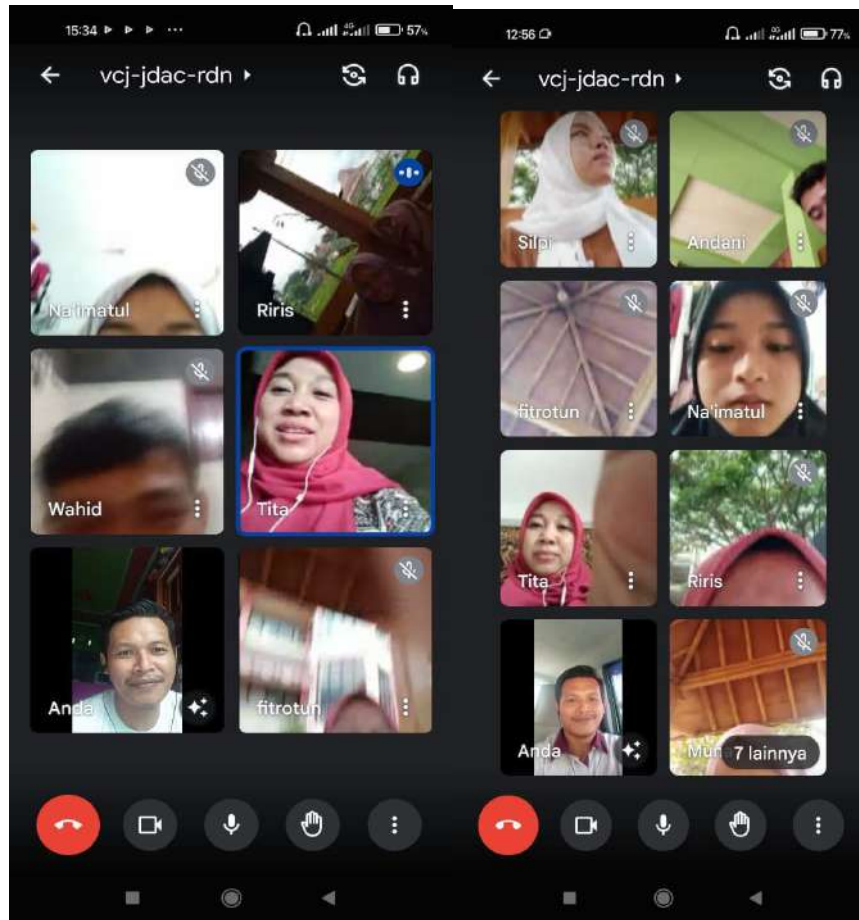 15:34
4G
57%
vcj-jdac-rdn
Na'imatul
Riris
Wahid
Tita
Anda
fitrotun
12:56
77%
vcj-jdac-rdn
Silpi
Andani
fitrotun
Na'imatul
Tita
Riris
Anda
7 lainnya